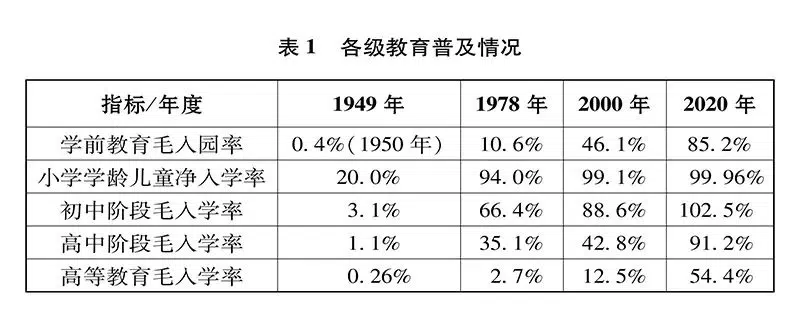 表 1 各级教育普及情况
指标/年度 1949 年 1978 年 2000 年 2020 年
学前教育毛入园率 0.4%(1950 年) 10.6% 46.1% 85.2%
小学学龄儿童净入学率 20.0% 94.0% 99.1% 99.96%
初中阶段毛入学率 3.1% 66.4% 88.6% 102.5%
高中阶段毛入学率 1.1% 35.1% 42.8% 91.2%
高等教育毛入学率 0.26% 2.7% 12.5% 54.4%